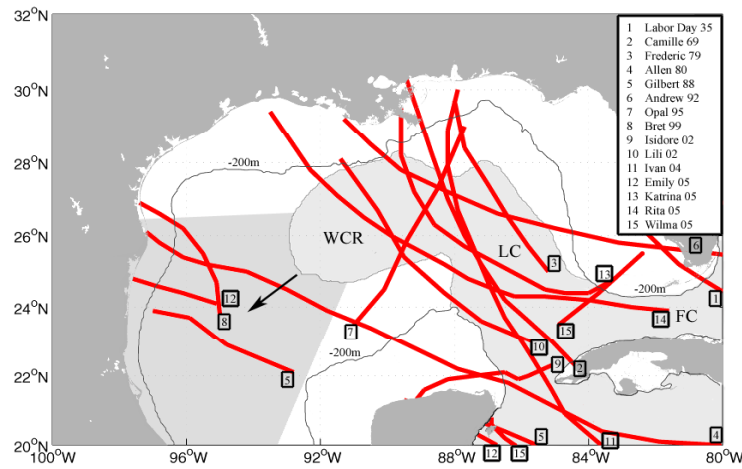 32°N
30°N
28°N
26°N
24°N
22°N
20°N
100°W
96°W
92°W
88°W
84°W
80°W
1 Labor Day 35
2 Camille 69
3 Frederic 79
4 Allen 80
5 Gilbert 88
6 Andrew 92
7 Opal 95
8 Bret 99
9 Isidore 02
10 Lili 02
11 Ivan 04
12 Emily 05
13 Katrina 05
14 Rita 05
15 Wilma 05
-200m
WCR
LC
6
3
13
-200m
1
12
8
7
15
14
FC
10
-200m
9
2
5
12
15
5
11
4